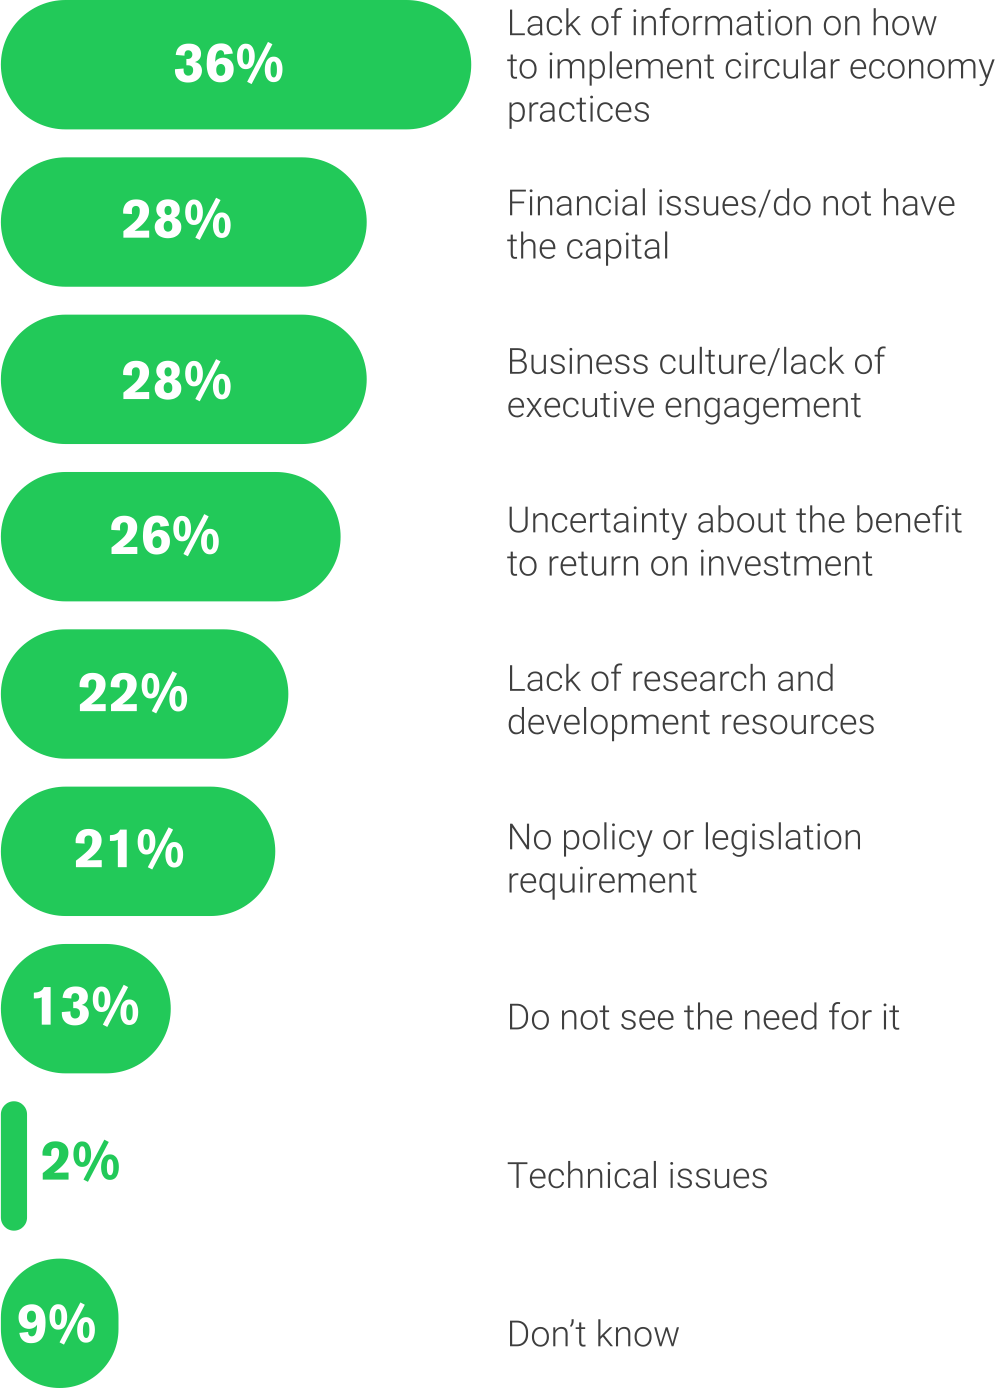 36%
Lack of information on how
to implement circular economy
practices
28%
Financial issues/do not have
the capital
28%
Business culture/lack of
executive engagement
26%
Uncertainty about the benefit
to return on investment
22%
Lack of research and
development resources
21%
No policy or legislation
requirement
13%
Do not see the need for it
2%
Technical issues
9%
Don’t know